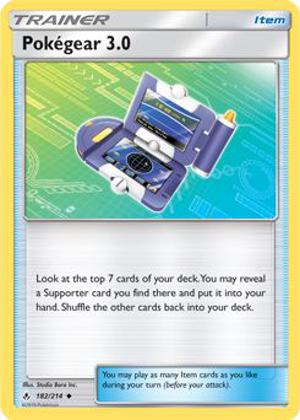 TRAINER Item
Pokégear 3.0
Look at the top 7 cards of your deck. You may reveal
a Supporter card you find there and put it into your
hand. Shuffle the other cards back into your deck.
Illus. Studio Bora Inc.
182/214
©2019 Pokémon
You may play as many Item cards as you like
during your turn (before your attack).